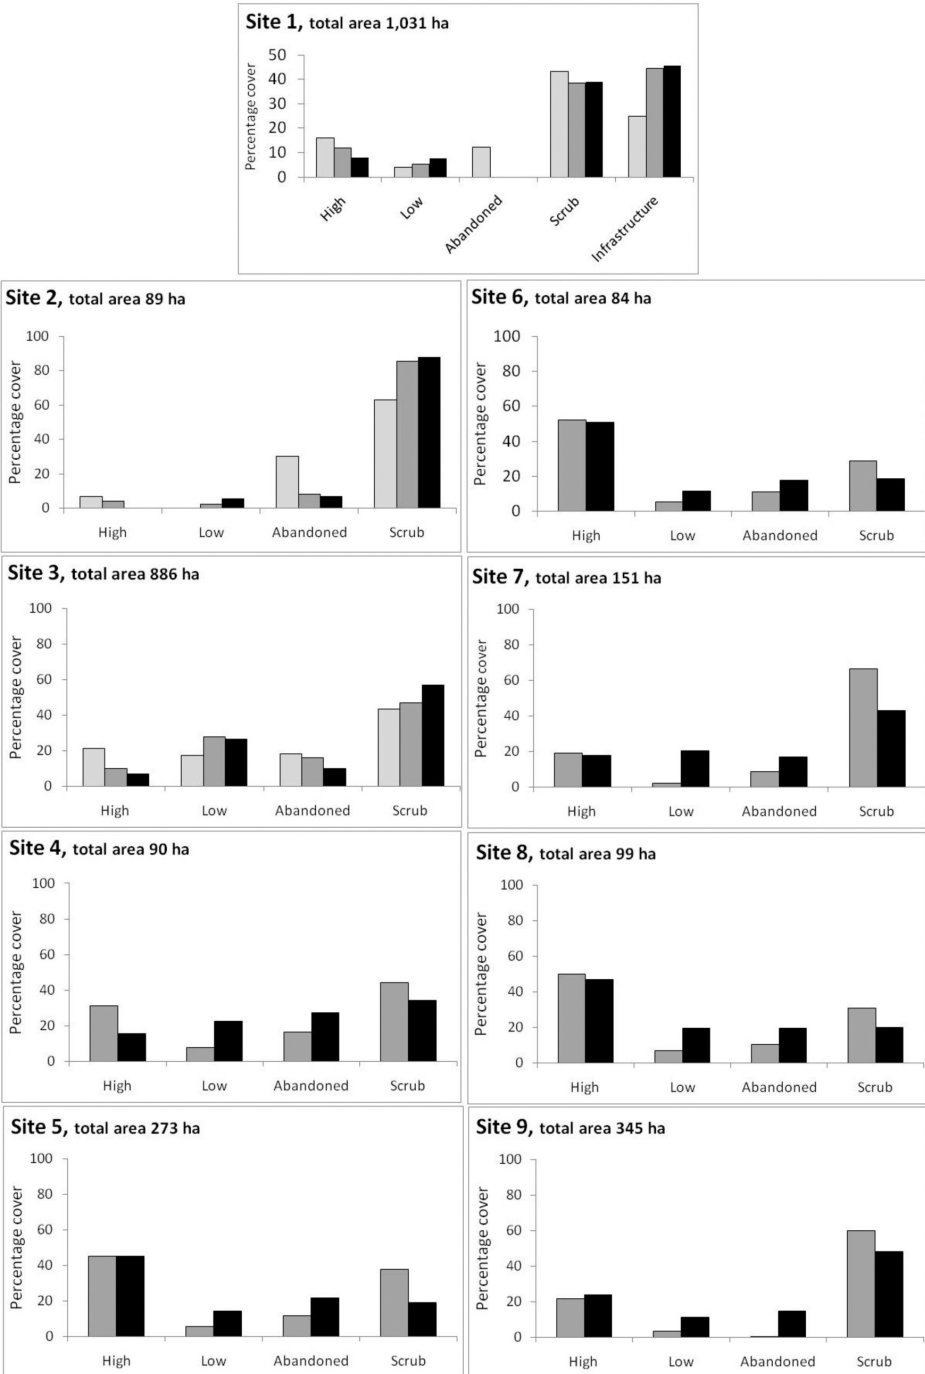 Site 1, total area 1,031 ha
Percentage cover
50
40
30
20
10
0
High
Low
Abandoned
Scrub
Infrastructure
Site 2, total area 89 ha
Percentage cover
100
80
60
40
20
0
High Low Abandoned Scrub
Site 6, total area 84 ha
Percentage cover
100
80
60
40
20
0
High Low Abandoned Scrub
Site 3, total area 886 ha
Percentage cover
100
80
60
40
20
0
High Low Abandoned Scrub
Site 7, total area 151 ha
Percentage cover
100
80
60
40
20
0
High Low Abandoned Scrub
Site 4, total area 90 ha
Percentage cover
100
80
60
40
20
0
High Low Abandoned Scrub
Site 8, total area 99 ha
Percentage cover
100
80
60
40
20
0
High Low Abandoned Scrub
Site 5, total area 273 ha
Percentage cover
100
80
60
40
20
0
High Low Abandoned Scrub
Site 9, total area 345 ha
Percentage cover
100
80
60
40
20
0
High Low Abandoned Scrub